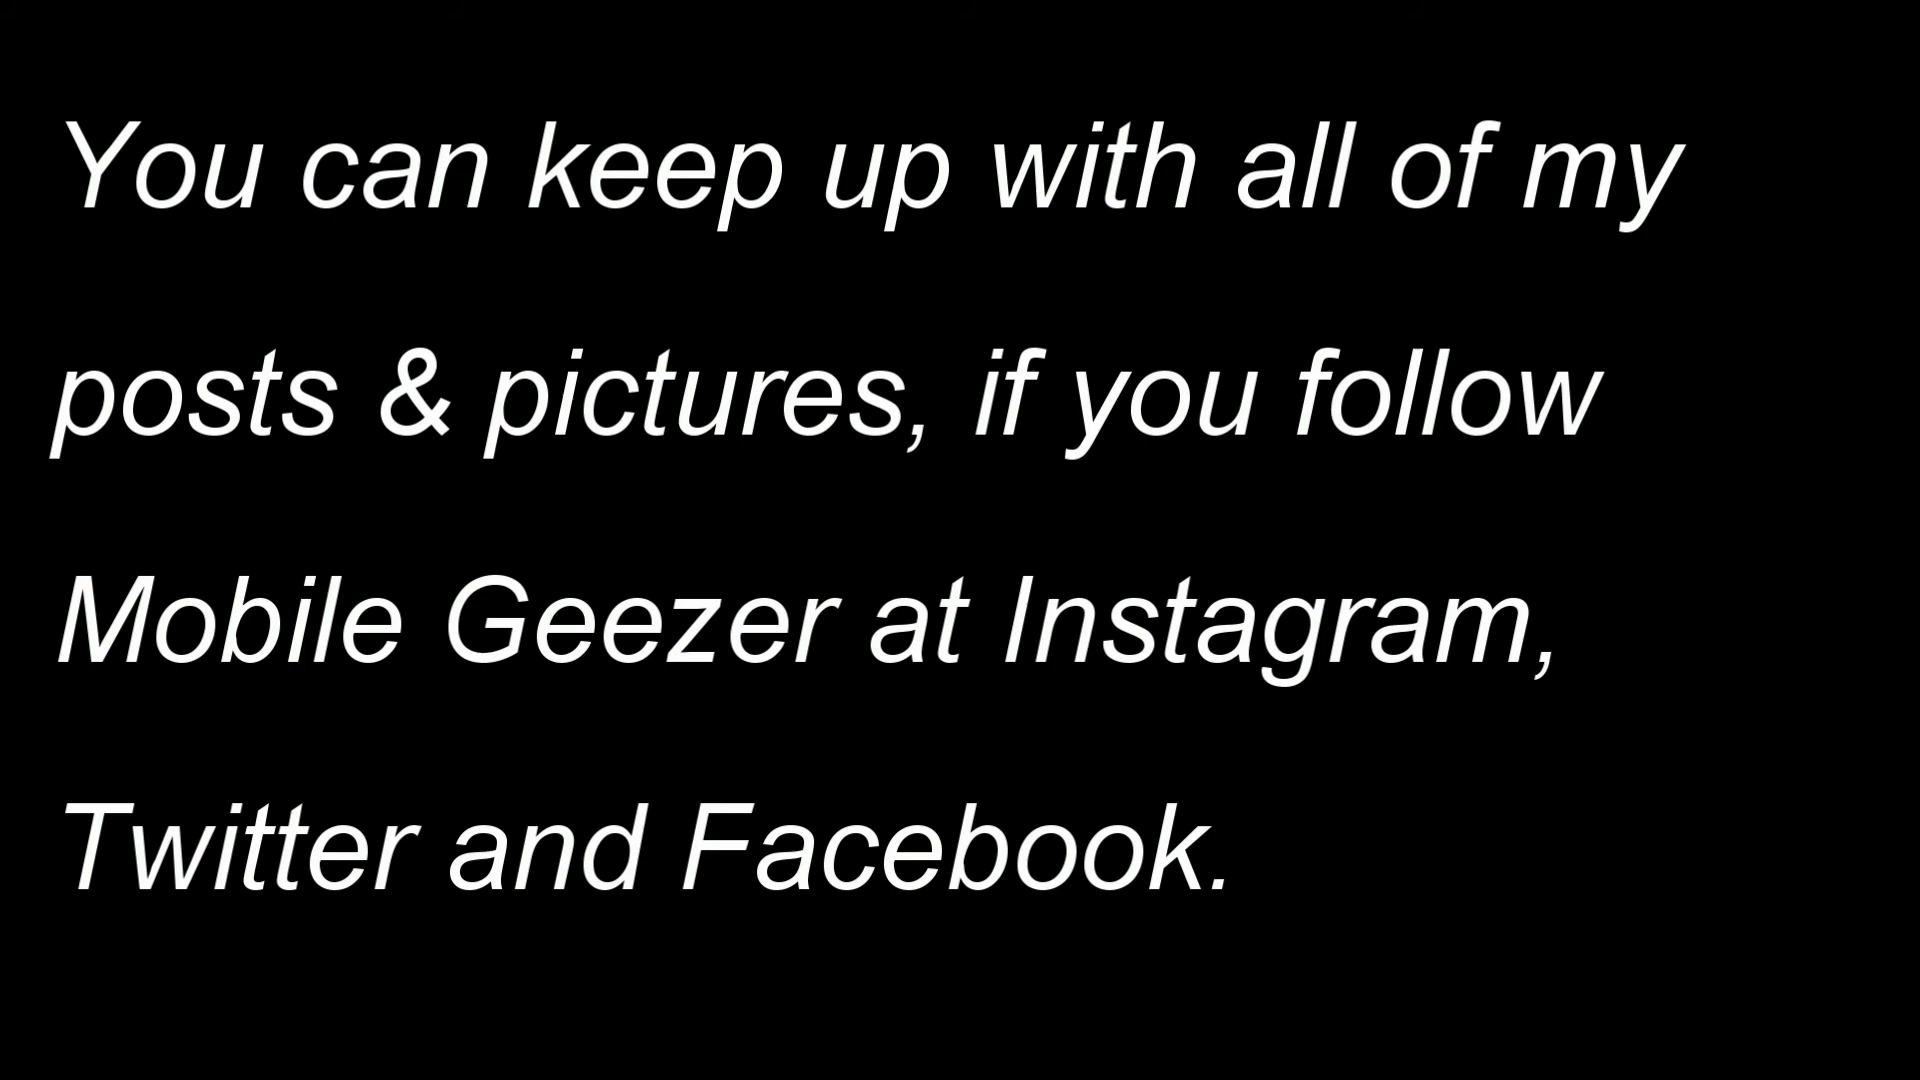 You can keep up with all of my
posts & pictures, if you follow
Mobile Geezer at Instagram,
Twitter and Facebook.